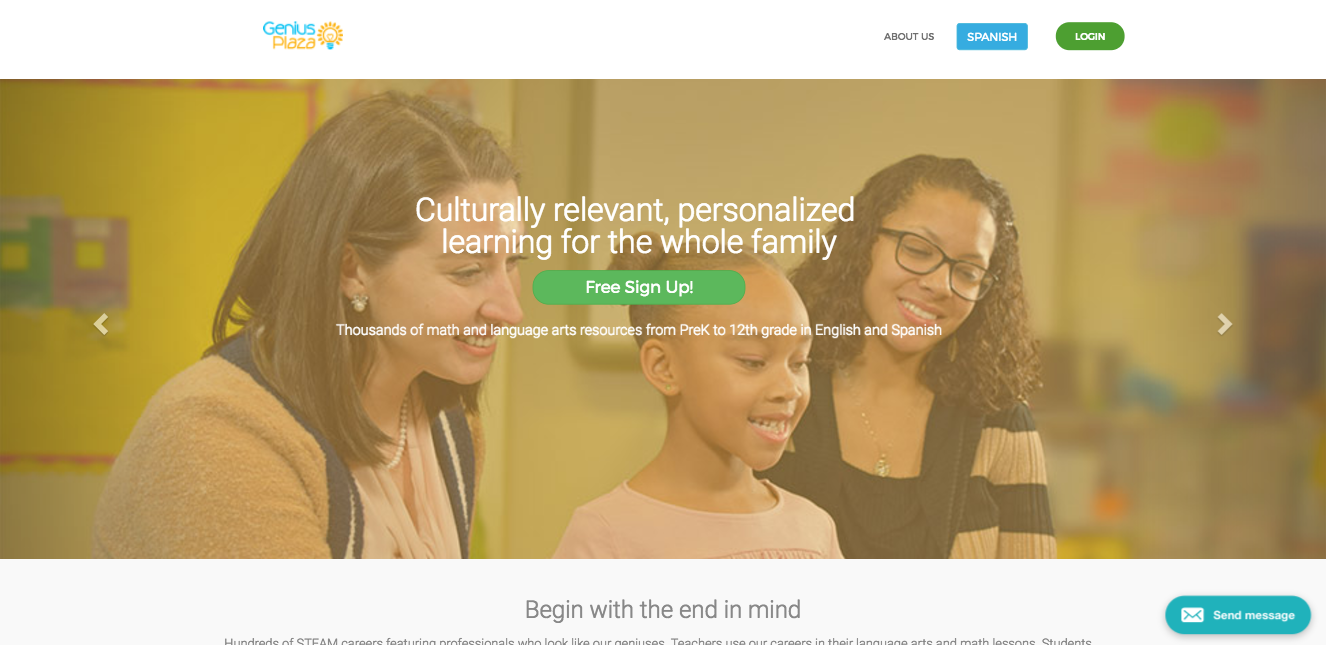 Genius
Plaza
ABOUT US
SPANISH
LOGIN
Culturally relevant, personalized
learning for the whole family
Free Sign Up!
Thousands of math and language arts resources from PreK to 12th grade in English and Spanish
Begin with the end in mind
Send message
Hundreds of STEAM careers featuring professionals who look like our geniuses. Teachers use our careers in their language arts and math lessons. Students